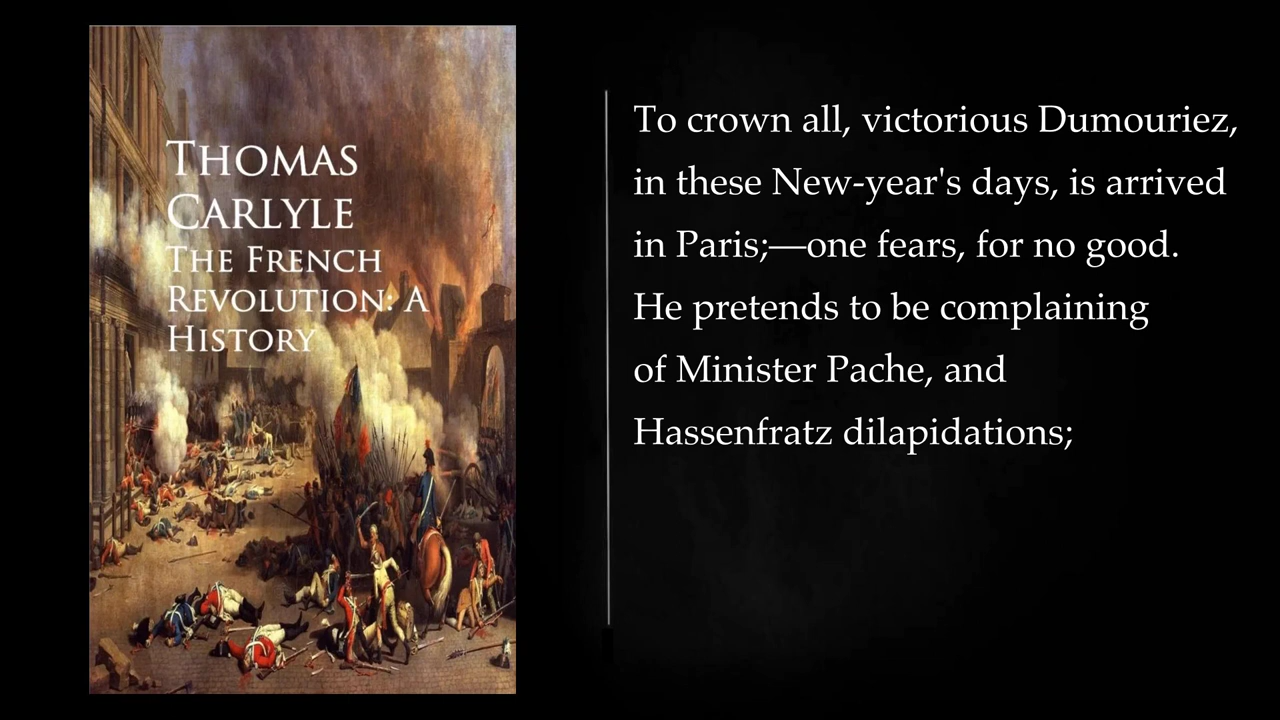 THOMAS
CARLYLE
THE FRENCH
REVOLUTION: A
HISTORY
To crown all, victorious Dumouriez,
in these New-year's days, is arrived
in Paris;—one fears, for no good.
He pretends to be complaining
of Minister Pache, and
Hassenfratz dilapidations;